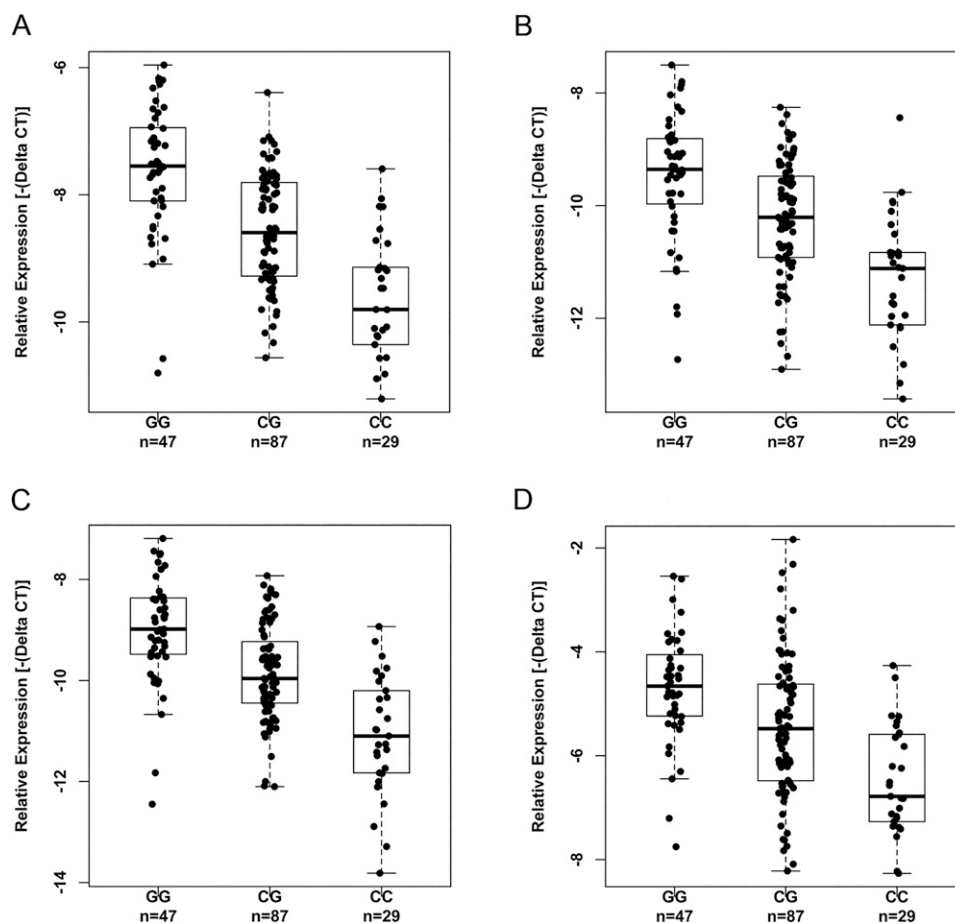 A
Relative Expression [-(Delta CT)]
-6
-8
-10
GG CG CC
n=47 n=87 n=29
B
Relative Expression [-(Delta CT)]
-8
-10
-12
GG CG CC
n=47 n=87 n=29
C
Relative Expression [-(Delta CT)]
-8
-10
-12
-14
GG CG CC
n=47 n=87 n=29
D
Relative Expression [-(Delta CT)]
-2
-4
-6
-8
GG CG CC
n=47 n=87 n=29